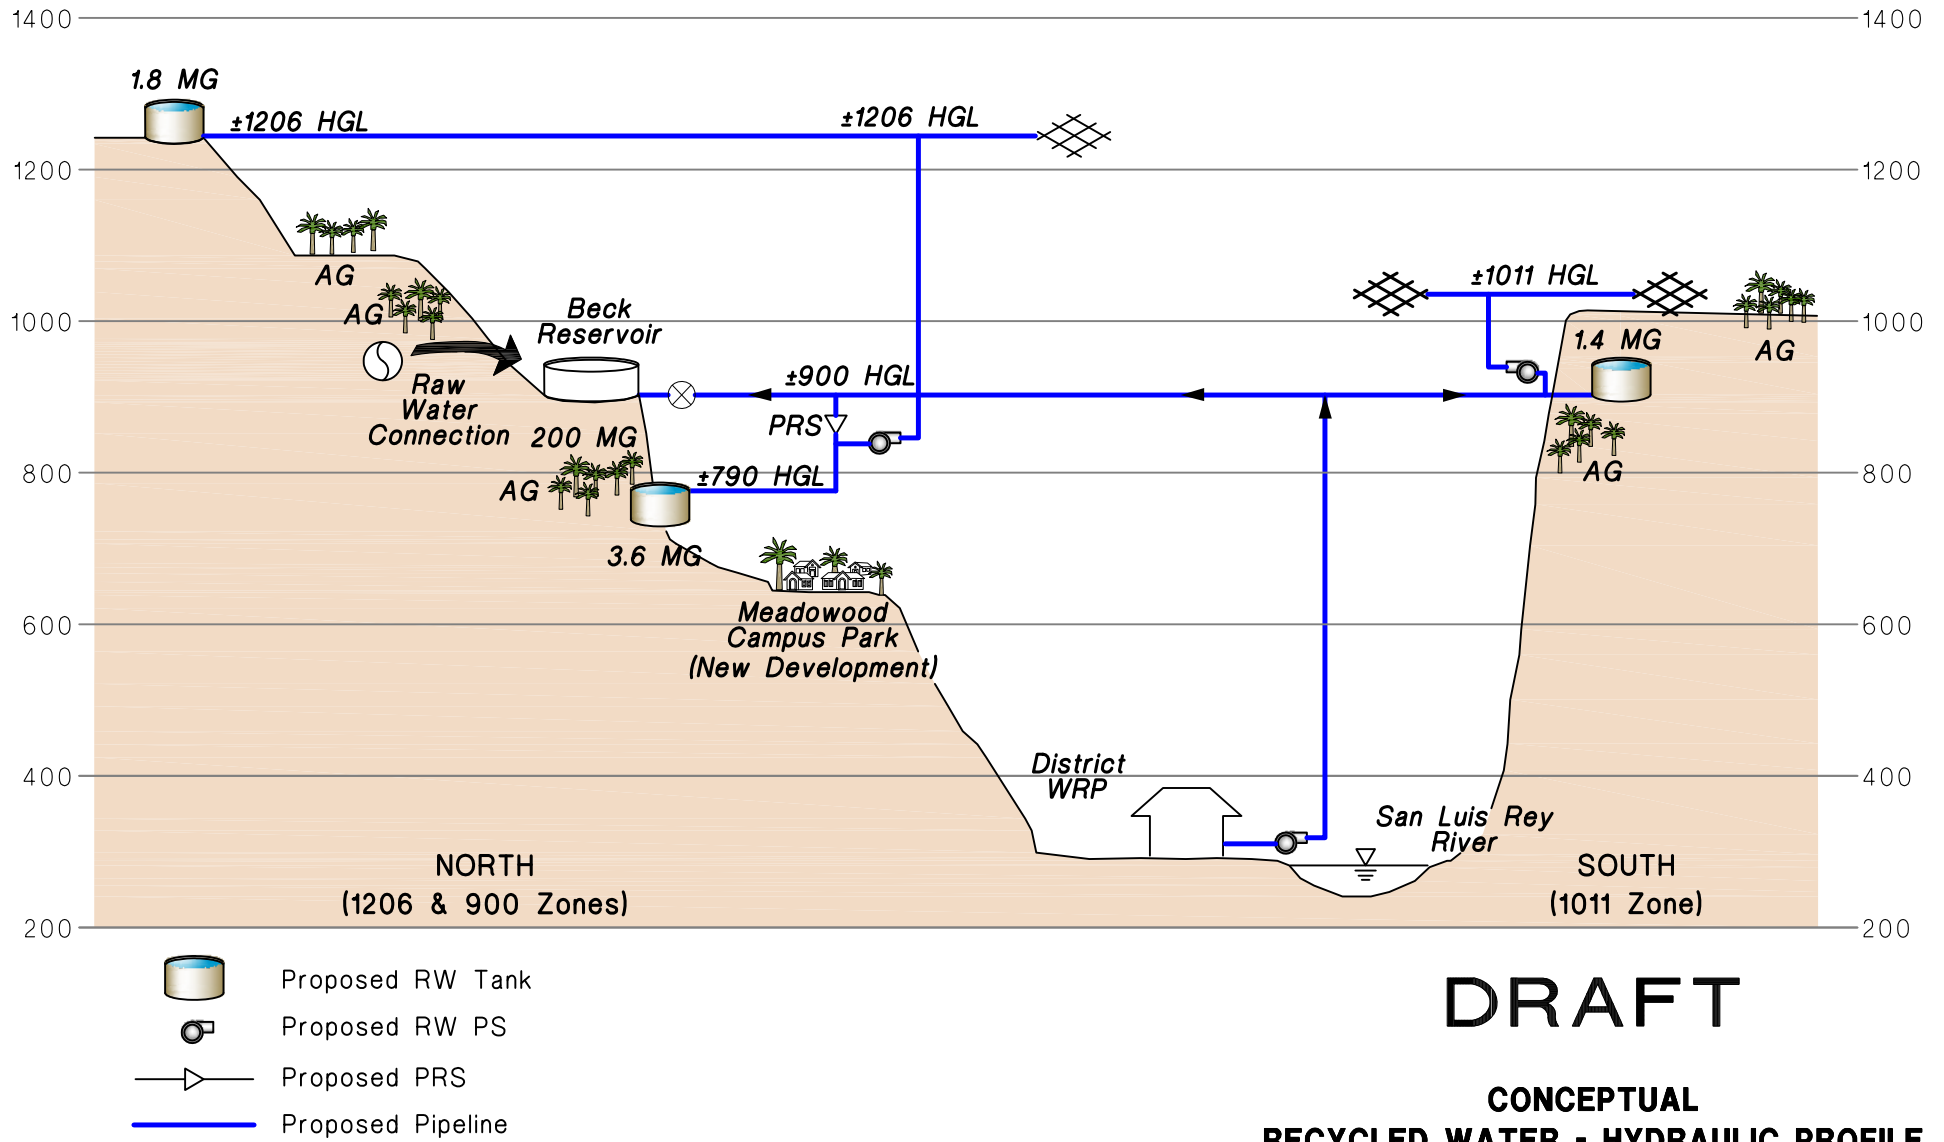 1400
1400
1.8 MG
±1206 HGL
±1206 HGL
1200
1200
AG
AG
±1011 HGL
Beck
Reservoir
1000
1000
1.4 MG
AG
Raw
Water
Connection
±900 HGL
PRS
200 MG
800
800
AG
±790 HGL
AG
3.6 MG
Meadowood
Campus Park
(New Development)
600
600
District
WRP
400
400
San Luis Rey
River
NORTH
(1206 & 900 Zones)
SOUTH
(1011 Zone)
200
200
Proposed RW Tank
Proposed RW PS
Proposed PRS
Proposed Pipeline
DRAFT
CONCEPTUAL
RECYCLED WATER - HYDRAULIC PROFILE